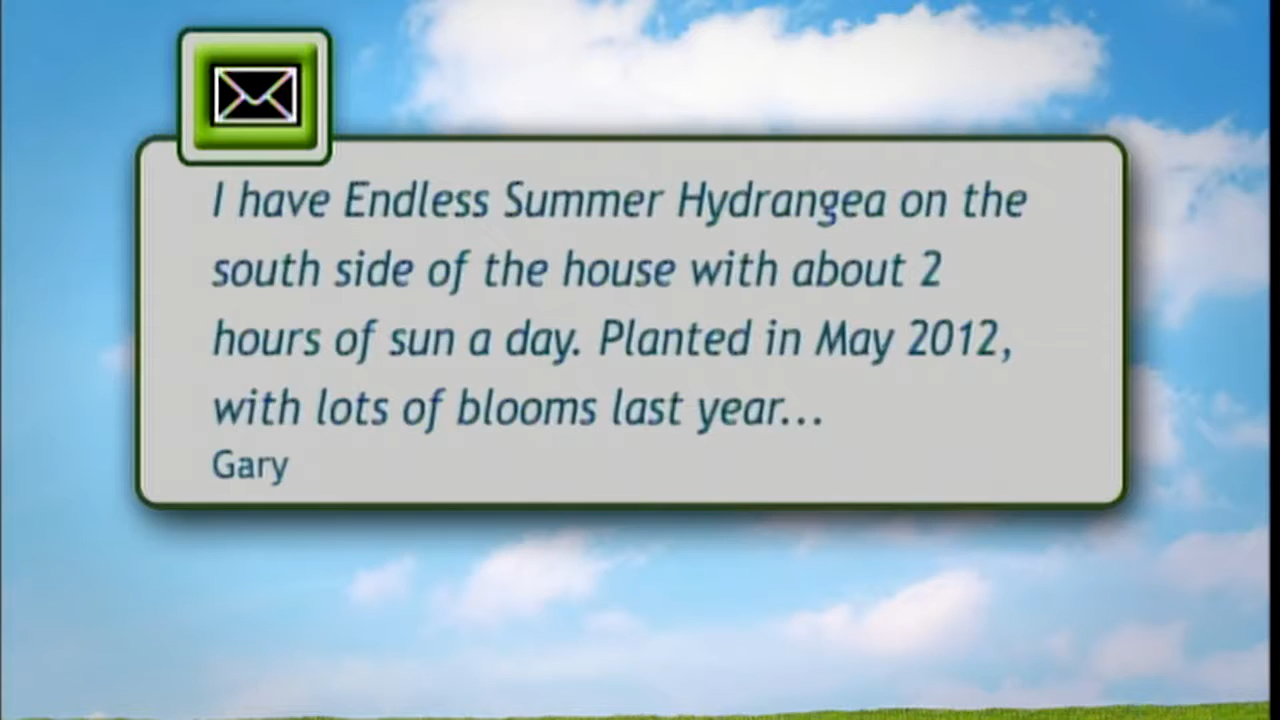 I have Endless Summer Hydrangea on the
south side of the house with about 2
hours of sun a day. Planted in May 2012,
with lots of blooms last year...
Gary